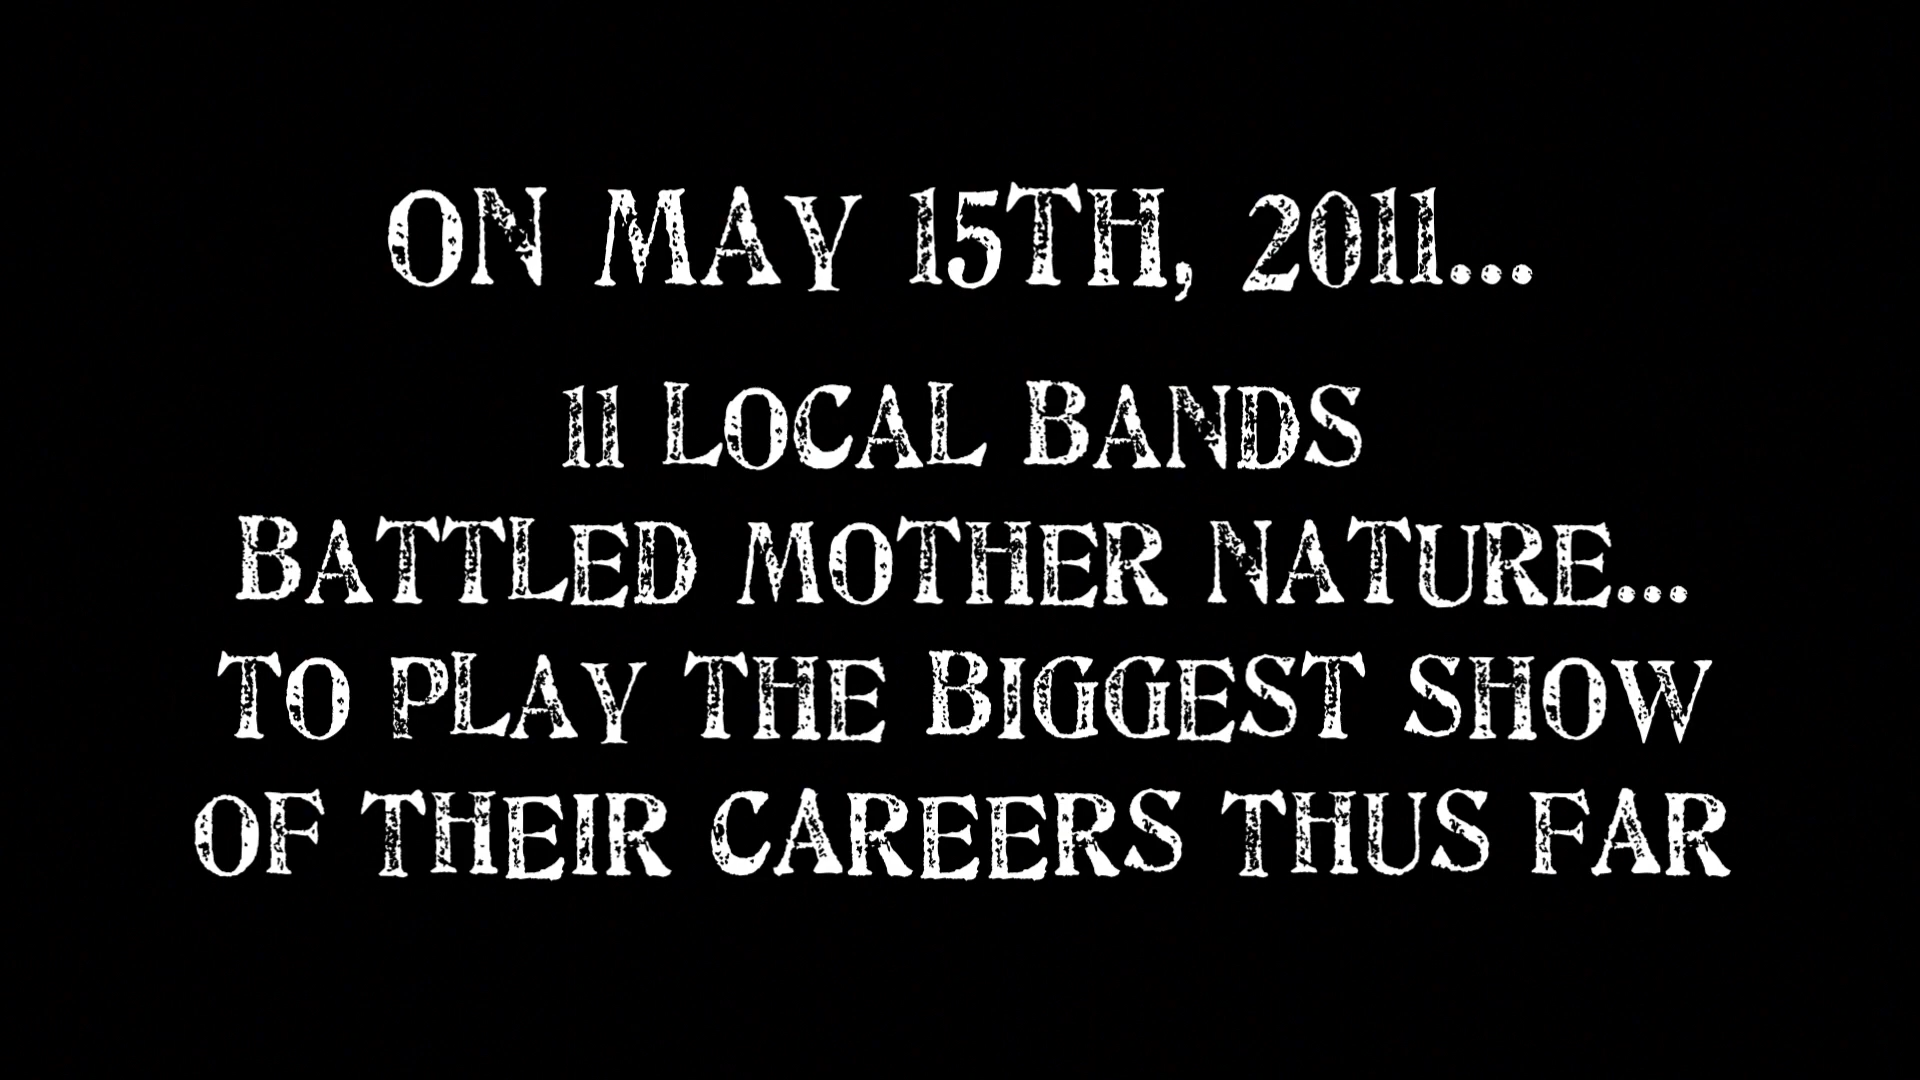 ON MAY 15TH, 2011...
11 LOCAL BANDS
BATTLED MOTHER NATURE...
TO PLAY THE BIGGEST SHOW
OF THEIR CAREERS THUS FAR